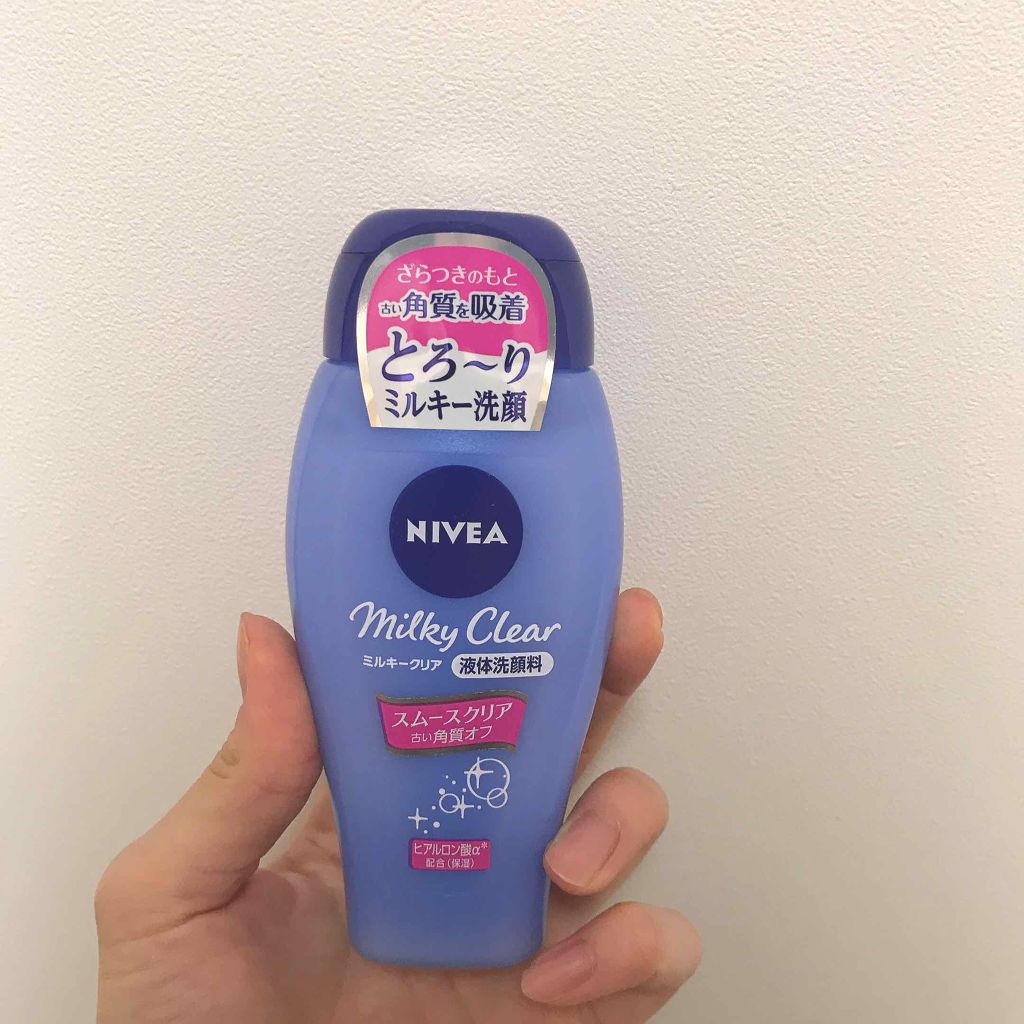 ざらつきのもと
古い角質を吸着
とろ〜り
ミルキー洗顔
NIVEA
Milky Clear
ミルキークリア 液体洗顔料
スムースクリア
古い角質オフ
ヒアルロン酸α*
配合(保湿)